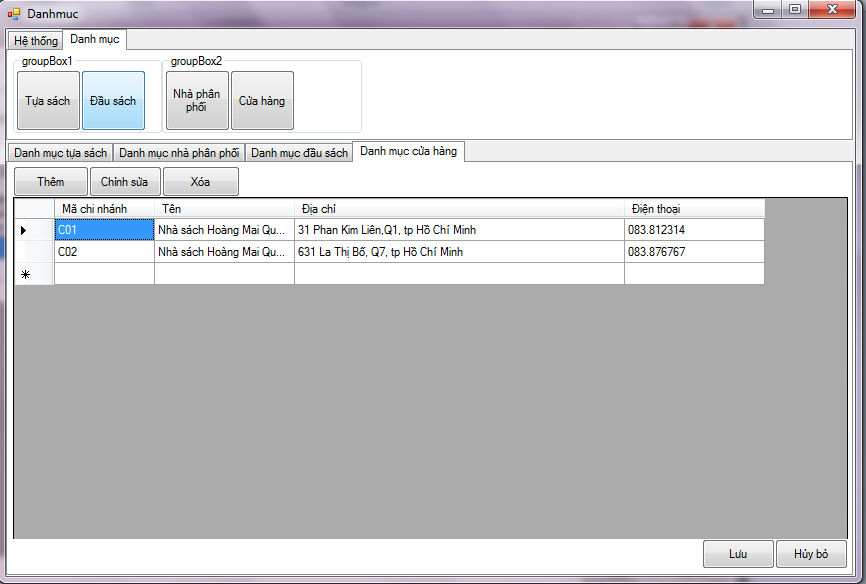 Danhmuc
Hệ thống Danh mục
groupBox1 groupBox2
Tựa sách Đầu sách Nhà phân phối Cửa hàng
Danh mục tựa sách Danh mục nhà phân phối Danh mục đầu sách Danh mục cửa hàng
Thêm Chỉnh sửa Xóa
Mã chi nhánh Tên Địa chỉ Điện thoại
C01 Nhà sách Hoàng Mai Qu... 31 Phan Kim Liên,Q1, tp Hồ Chí Minh 083.812314
C02 Nhà sách Hoàng Mai Qu... 631 La Thị Bố, Q7, tp Hồ Chí Minh 083.876767
Lưu Hủy bỏ